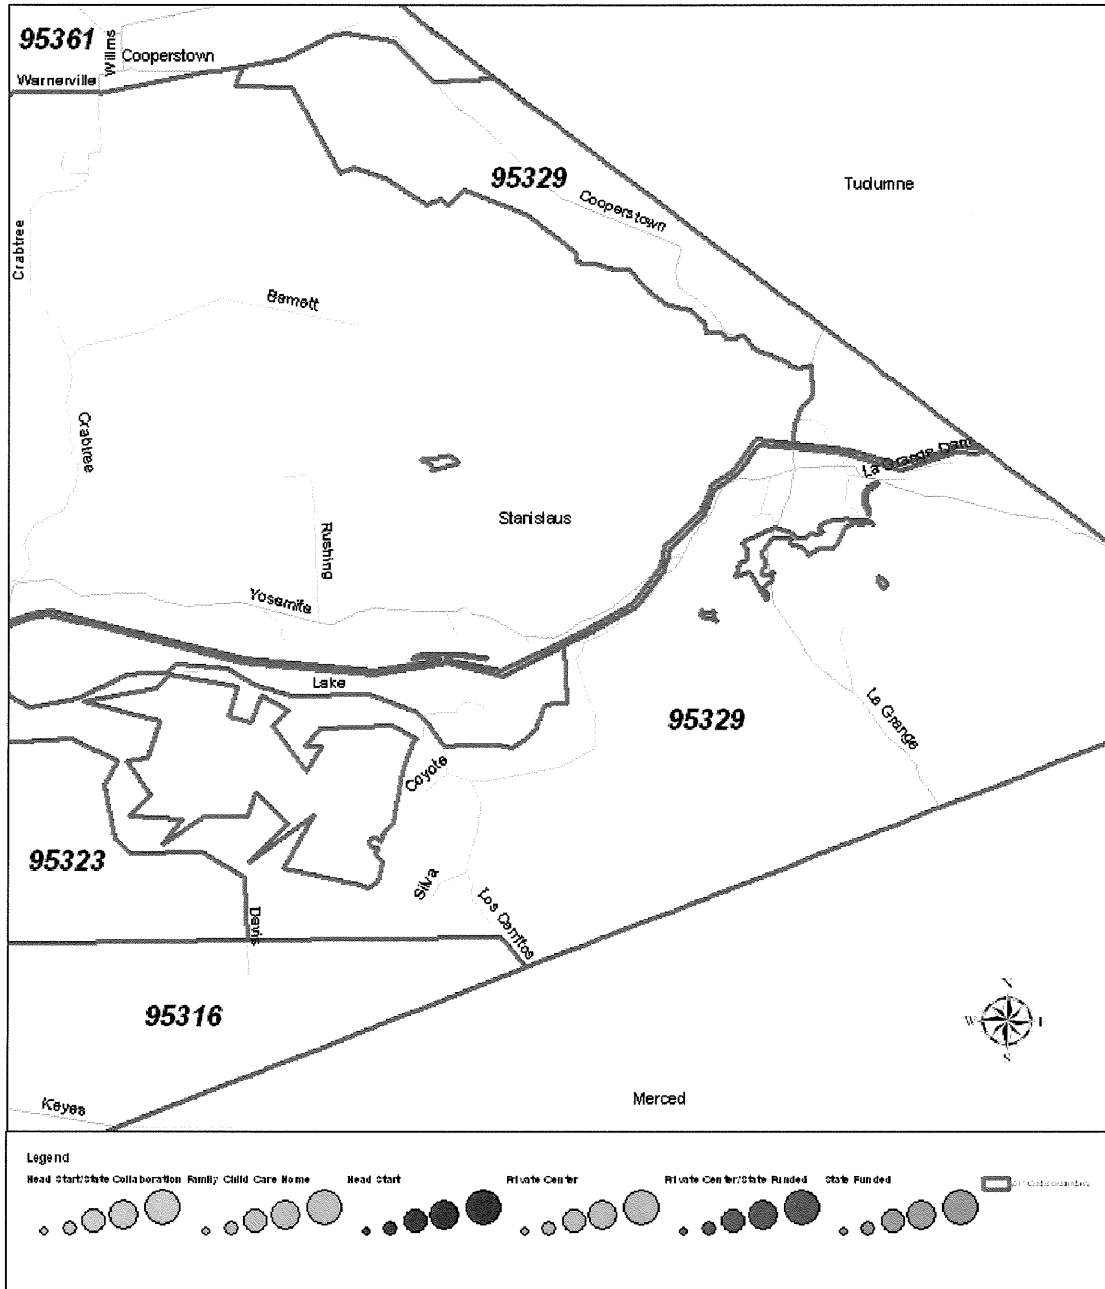 95361
Willms
Cooperstown
Warnerville
95329
Cooperstown
Tuolumne
Crabtree
Barnett
Crabtree
La Grange Dam
Stanislaus
Rushing
Yosemite
Lake
95329
La Grange
Coyote
95323
Silva
Los Cerritos
Davis
95316
N
W
E
S
Keyes
Merced
Legend
Head Start/State Collaboration Family Child Care Home Head Start Private Center Private Center/State Funded State Funded